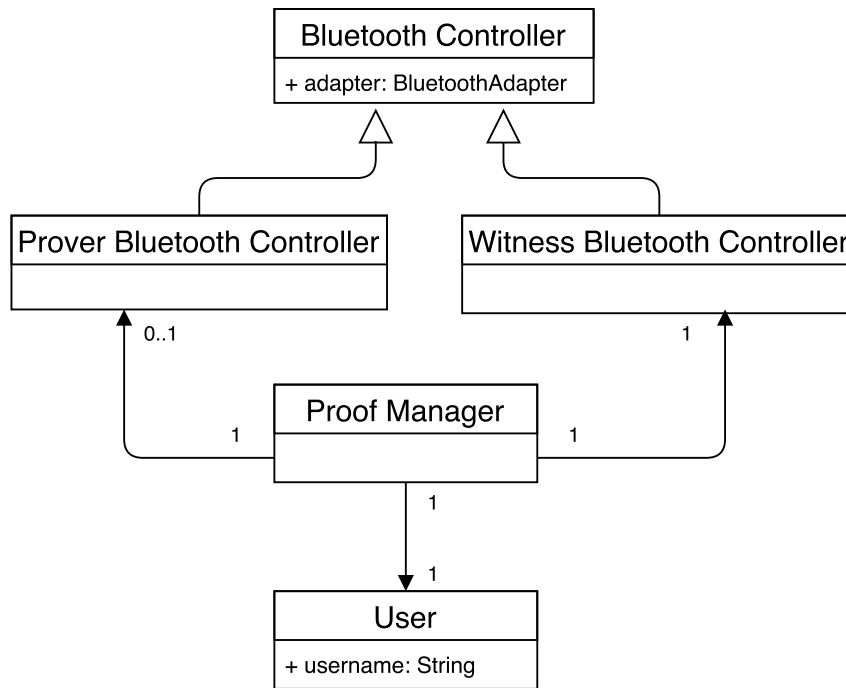 Bluetooth Controller
+ adapter: BluetoothAdapter
Prover Bluetooth Controller
Witness Bluetooth Controller
0..1
1
Proof Manager
1
1
1
1
User
+ username: String